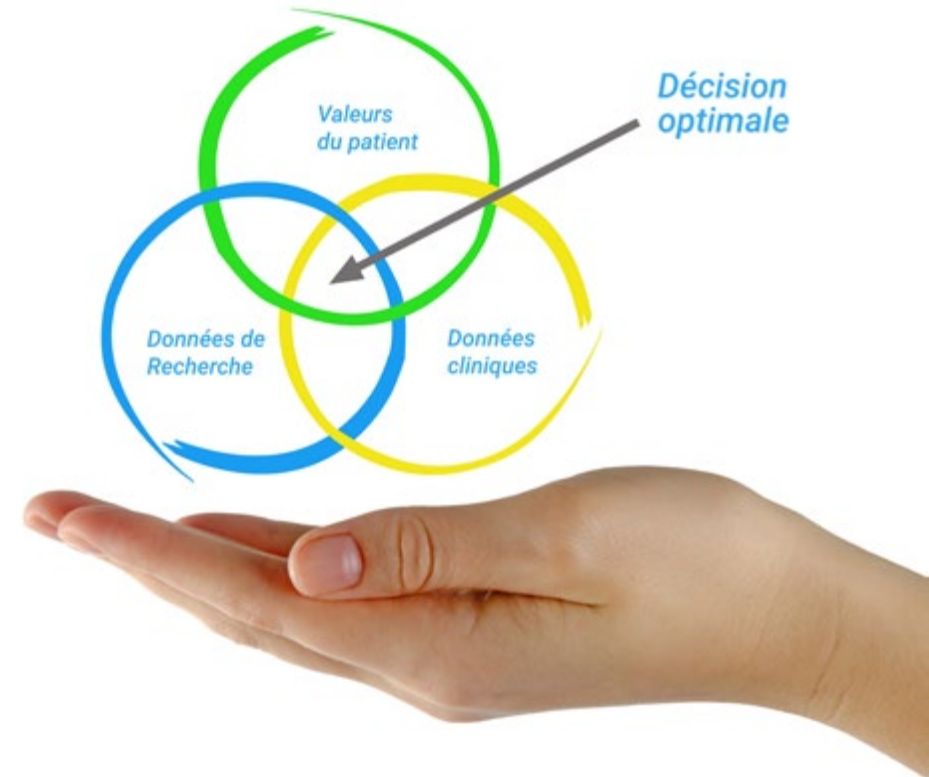 Décision
optimale
Valeurs
du patient
Données de
Recherche
Données
cliniques